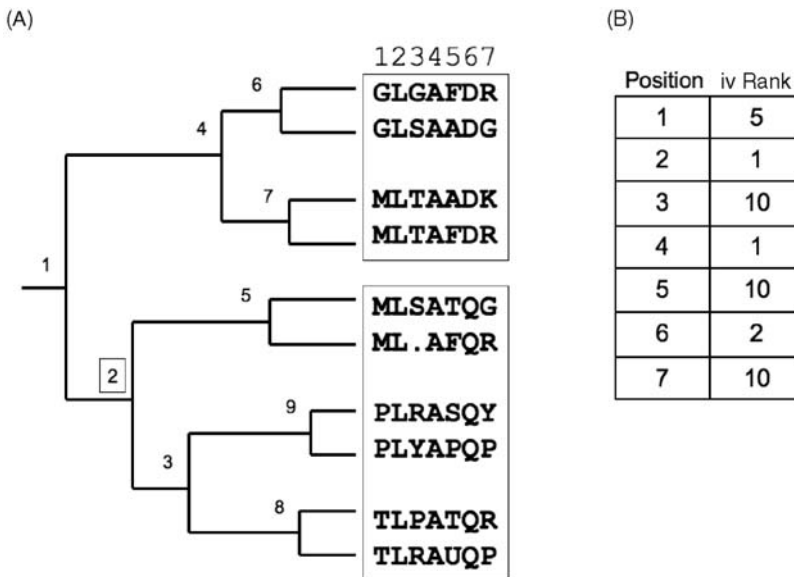 (A)
(B)
1234567
6
GLGAFDR
GLSAADG
4
7
MLTAADK
MLTAFDR
1
5
MLSATQG
ML.AFQR
2
9
PLRASQY
PLYAPQP
3
8
TLPATQR
TLRAUQP
Position iv Rank
1 5
2 1
3 10
4 1
5 10
6 2
7 10